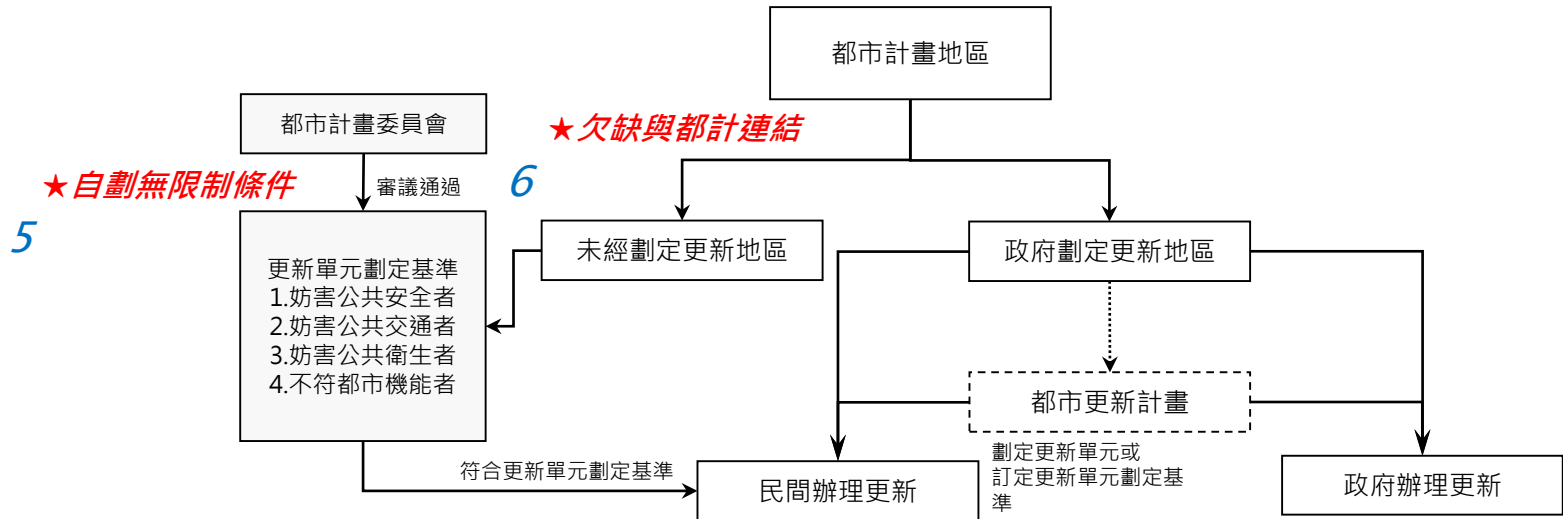 都市計畫地區
都市計畫委員會
★欠缺與都計連結
6
★自劃無限制條件
5
審議通過
未經劃定更新地區
政府劃定更新地區
更新單元劃定基準
1.妨害公共安全者
2.妨害公共交通者
3.妨害公共衛生者
4.不符都市機能者
都市更新計畫
劃定更新單元或
訂定更新單元劃定基
準
符合更新單元劃定基準
民間辦理更新
政府辦理更新